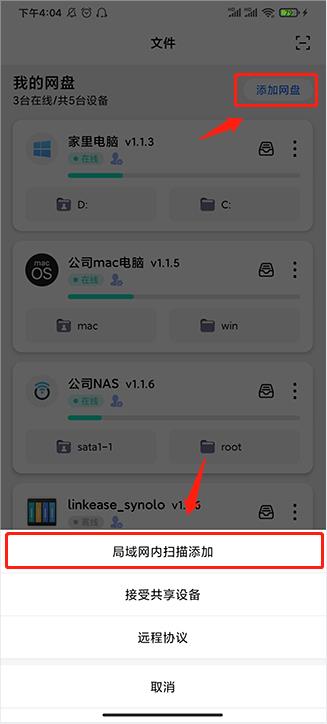 下午4:04
79
文件
我的网盘
3台在线/共5台设备
添加网盘
家里电脑 v1.1.3
在线
D:
C:
mac
OS
公司mac电脑 v1.1.5
在线
mac
win
公司NAS v1.1.6
在线
sata1-1
root
linkease_synolo
离线
局域网内扫描添加
接受共享设备
远程协议
取消